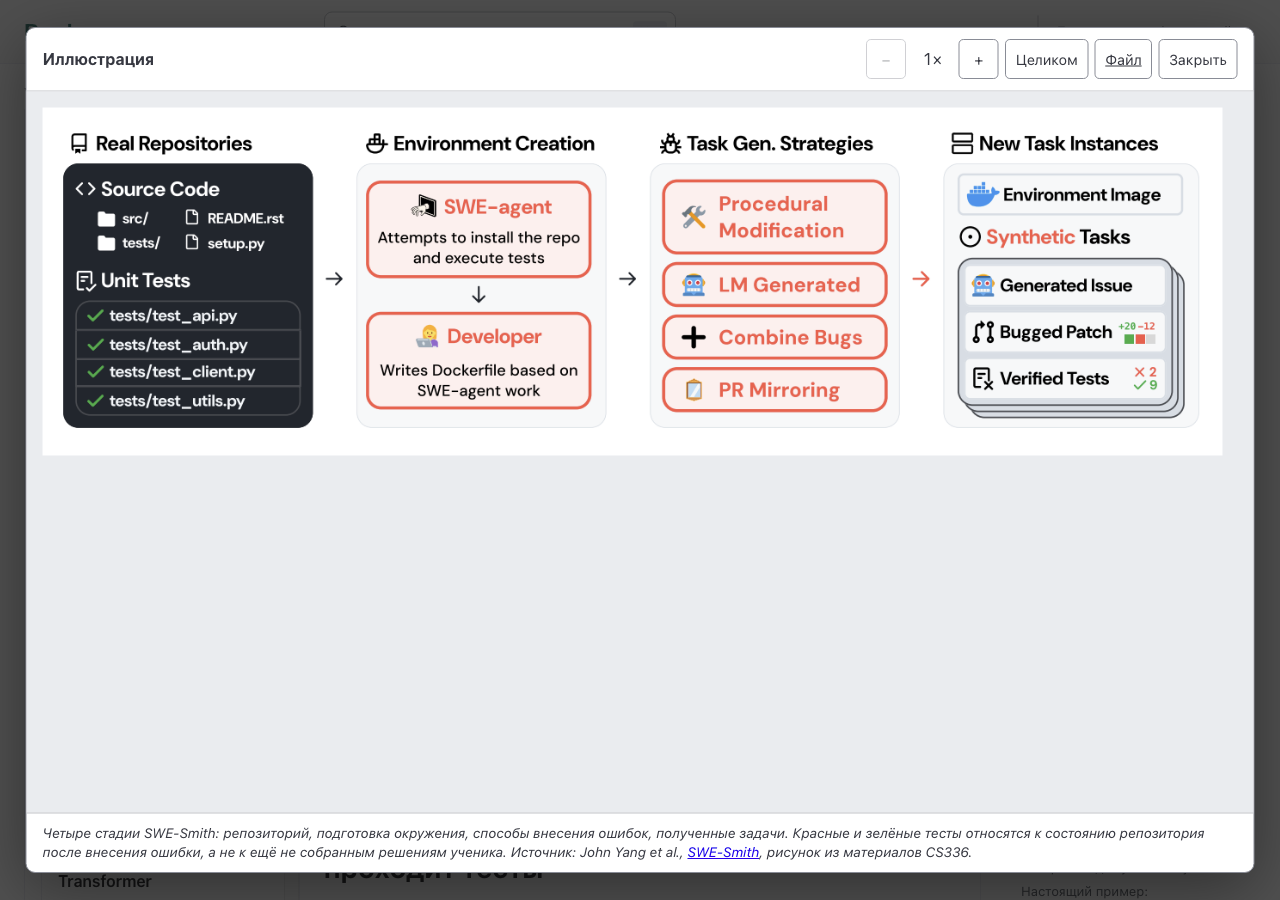 Иллюстрация
−
1×
+
Целиком
Файл
Закрыть
Real Repositories
Source Code
src/
README.rst
tests/
setup.py
Unit Tests
tests/test_api.py
tests/test_auth.py
tests/test_client.py
tests/test_utils.py
Environment Creation
SWE-agent
Attempts to install the repo
and execute tests
Developer
Writes Dockerfile based on
SWE-agent work
Task Gen. Strategies
Procedural
Modification
LM Generated
Combine Bugs
PR Mirroring
New Task Instances
Environment Image
Synthetic Tasks
Generated Issue
Bugged Patch
+20 −12
Verified Tests
2
9
Четыре стадии SWE-Smith: репозиторий, подготовка окружения, способы внесения ошибок, полученные задачи. Красные и зелёные тесты относятся к состоянию репозитория
после внесения ошибки, а не к ещё не собранным решениям ученика. Источник: John Yang et al., SWE-Smith, рисунок из материалов CS336.
Transformer
проходит тесты
Настоящий пример: